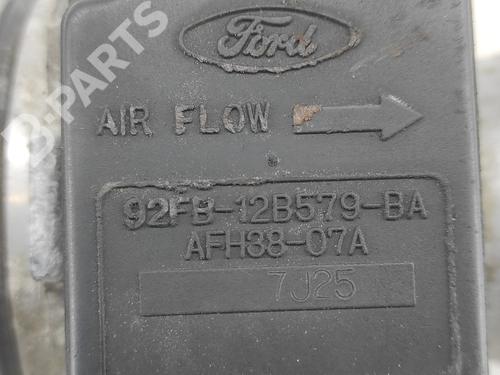 Ford
B-PARTS
AIR FLOW
92FB-12B579-BA
AFH38-07A
7J25